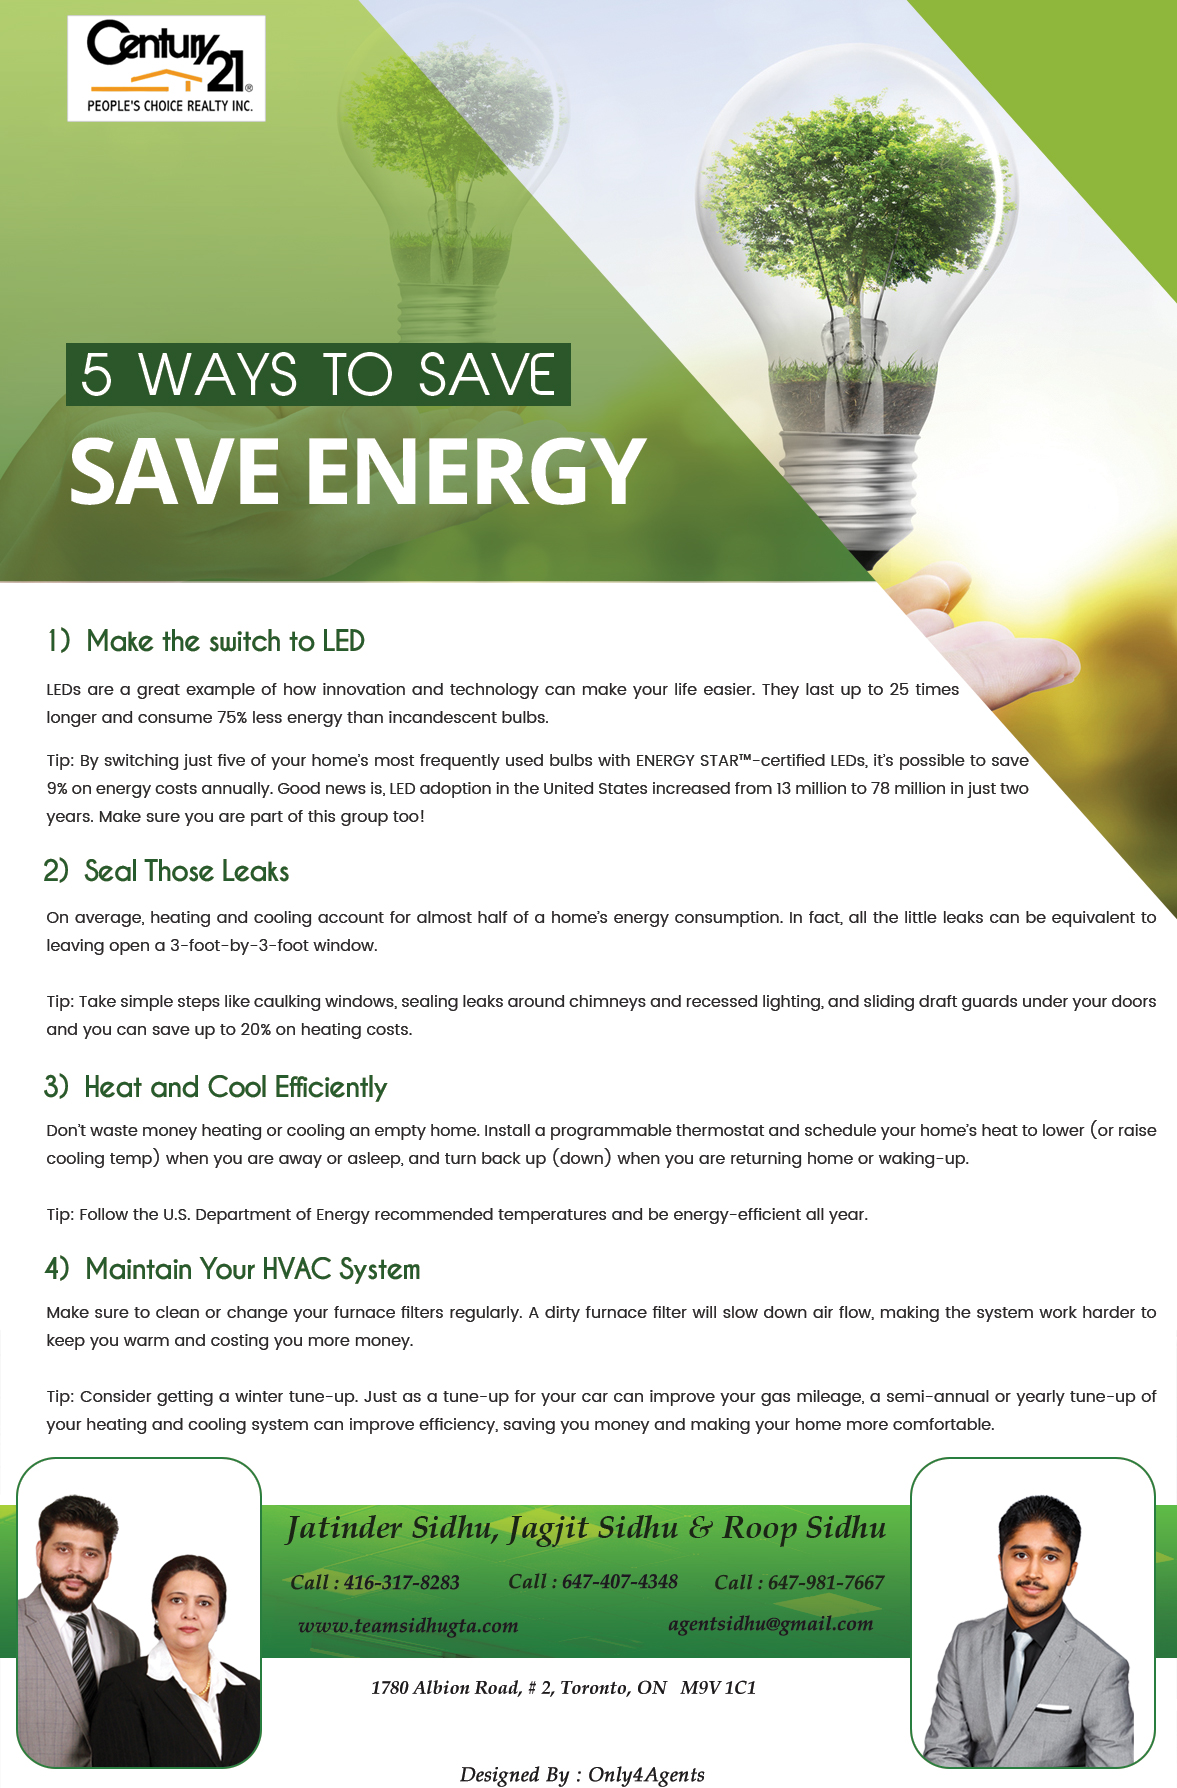 Century 21®
PEOPLE'S CHOICE REALTY INC.
5 WAYS TO SAVE
SAVE ENERGY
1) Make the switch to LED
LEDs are a great example of how innovation and technology can make your life easier. They last up to 25 times
longer and consume 75% less energy than incandescent bulbs.
Tip: By switching just five of your home's most frequently used bulbs with ENERGY STAR™-certified LEDs, it's possible to save
9% on energy costs annually. Good news is, LED adoption in the United States increased from 13 million to 78 million in just two
years. Make sure you are part of this group too!
2) Seal Those Leaks
On average, heating and cooling account for almost half of a home's energy consumption. In fact, all the little leaks can be equivalent to
leaving open a 3-foot-by-3-foot window.
Tip: Take simple steps like caulking windows, sealing leaks around chimneys and recessed lighting, and sliding draft guards under your doors
and you can save up to 20% on heating costs.
3) Heat and Cool Efficiently
Don't waste money heating or cooling an empty home. Install a programmable thermostat and schedule your home's heat to lower (or raise
cooling temp) when you are away or asleep, and turn back up (down) when you are returning home or waking-up.
Tip: Follow the U.S. Department of Energy recommended temperatures and be energy-efficient all year.
4) Maintain Your HVAC System
Make sure to clean or change your furnace filters regularly. A dirty furnace filter will slow down air flow, making the system work harder to
keep you warm and costing you more money.
Tip: Consider getting a winter tune-up. Just as a tune-up for your car can improve your gas mileage, a semi-annual or yearly tune-up of
your heating and cooling system can improve efficiency, saving you money and making your home more comfortable.
Jatinder Sidhu, Jagjit Sidhu & Roop Sidhu
Call : 416-317-8283 Call : 647-407-4348 Call : 647-981-7667
www.teamsidhugta.com agentsidhu@gmail.com
1780 Albion Road, # 2, Toronto, ON M9V 1C1
Designed By : Only4Agents